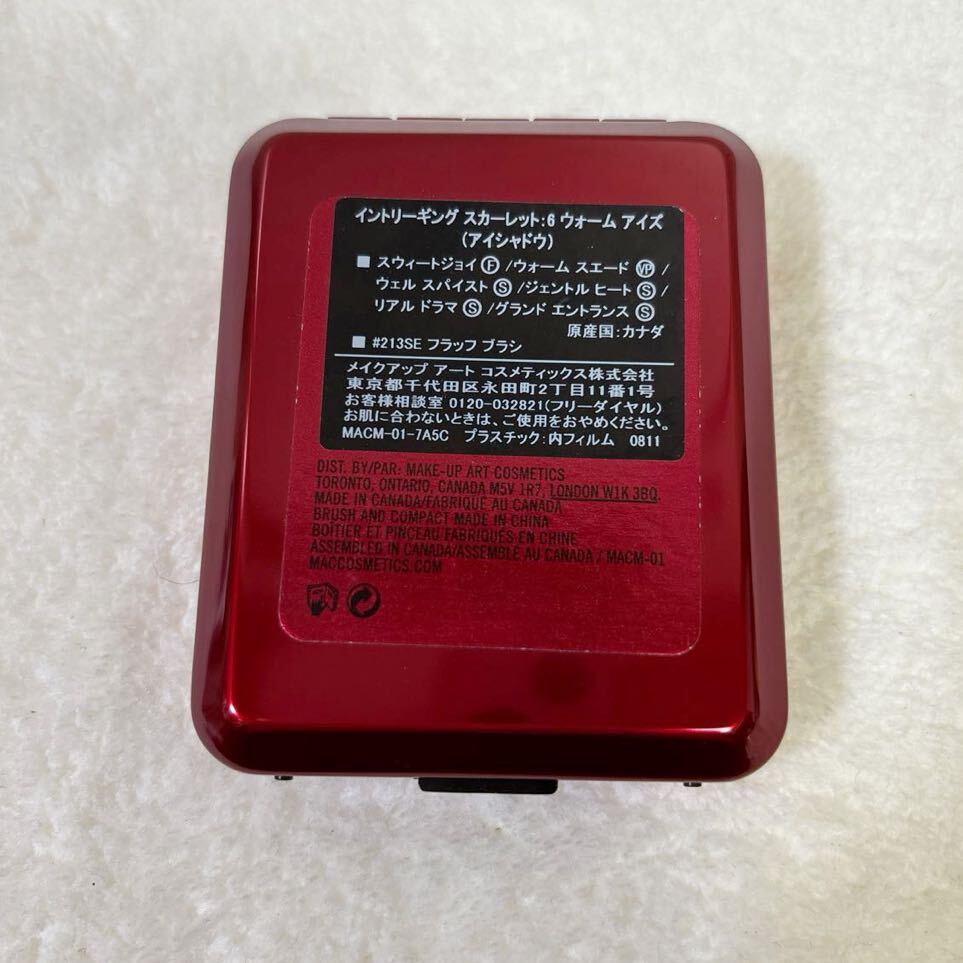 イントリーギング スカーレット:6 ウォーム アイズ
(アイシャドウ)
■ スウィートジョイ Ⓕ /ウォーム スエード VP /
ウェル スパイスト Ⓢ /ジェントル ヒート Ⓢ /
リアル ドラマ Ⓢ /グランド エントランス Ⓢ
原産国:カナダ
■ #213SE フラッフ ブラシ
メイクアップ アート コスメティックス株式会社
東京都千代田区永田町2丁目11番1号
お客様相談室 0120-032821(フリーダイヤル)
お肌に合わないときは、ご使用をおやめください。
MACM-01-7A5C プラスチック:内フィルム 0811
DIST. BY/PAR: MAKE-UP ART COSMETICS
TORONTO, ONTARIO, CANADA M5V 1R7, LONDON W1K 3BQ.
MADE IN CANADA/FABRIQUÉ AU CANADA
BRUSH AND COMPACT MADE IN CHINA
BOÎTIER ET PINCEAU FABRIQUÉS EN CHINE
ASSEMBLED IN CANADA/ASSEMBLÉ AU CANADA / MACM-01
MACCOSMETICS.COM